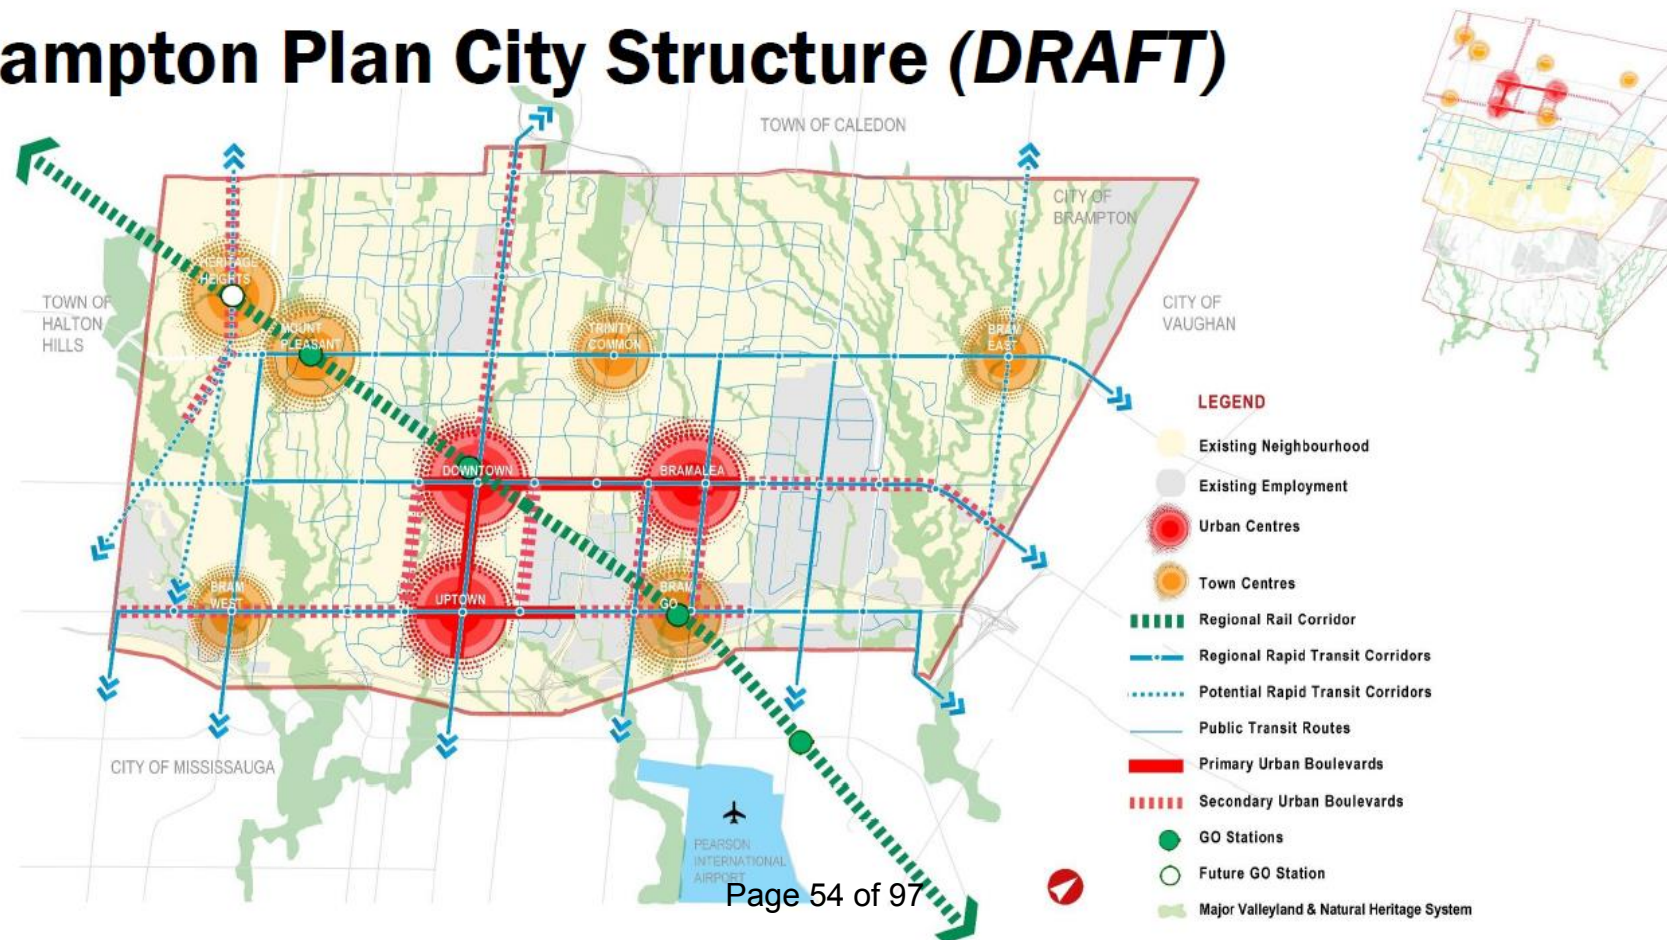 ampton Plan City Structure (DRAFT)
TOWN OF CALEDON
CITY OF
BRAMPTON
HERITAGE
HEIGHTS
TOWN OF
HALTON
HILLS
CITY OF
VAUGHAN
MOUNT
PLEASANT
TRINITY
COMMON
BRAM
EAST
DOWNTOWN
BRAMALEA
BRAM
WEST
UPTOWN
BRAM
GO
CITY OF MISSISSAUGA
PEARSON
INTERNATIONAL
AIRPORT
LEGEND
Existing Neighbourhood
Existing Employment
Urban Centres
Town Centres
Regional Rail Corridor
Regional Rapid Transit Corridors
Potential Rapid Transit Corridors
Public Transit Routes
Primary Urban Boulevards
Secondary Urban Boulevards
GO Stations
Future GO Station
Major Valleyland & Natural Heritage System
Page 54 of 97